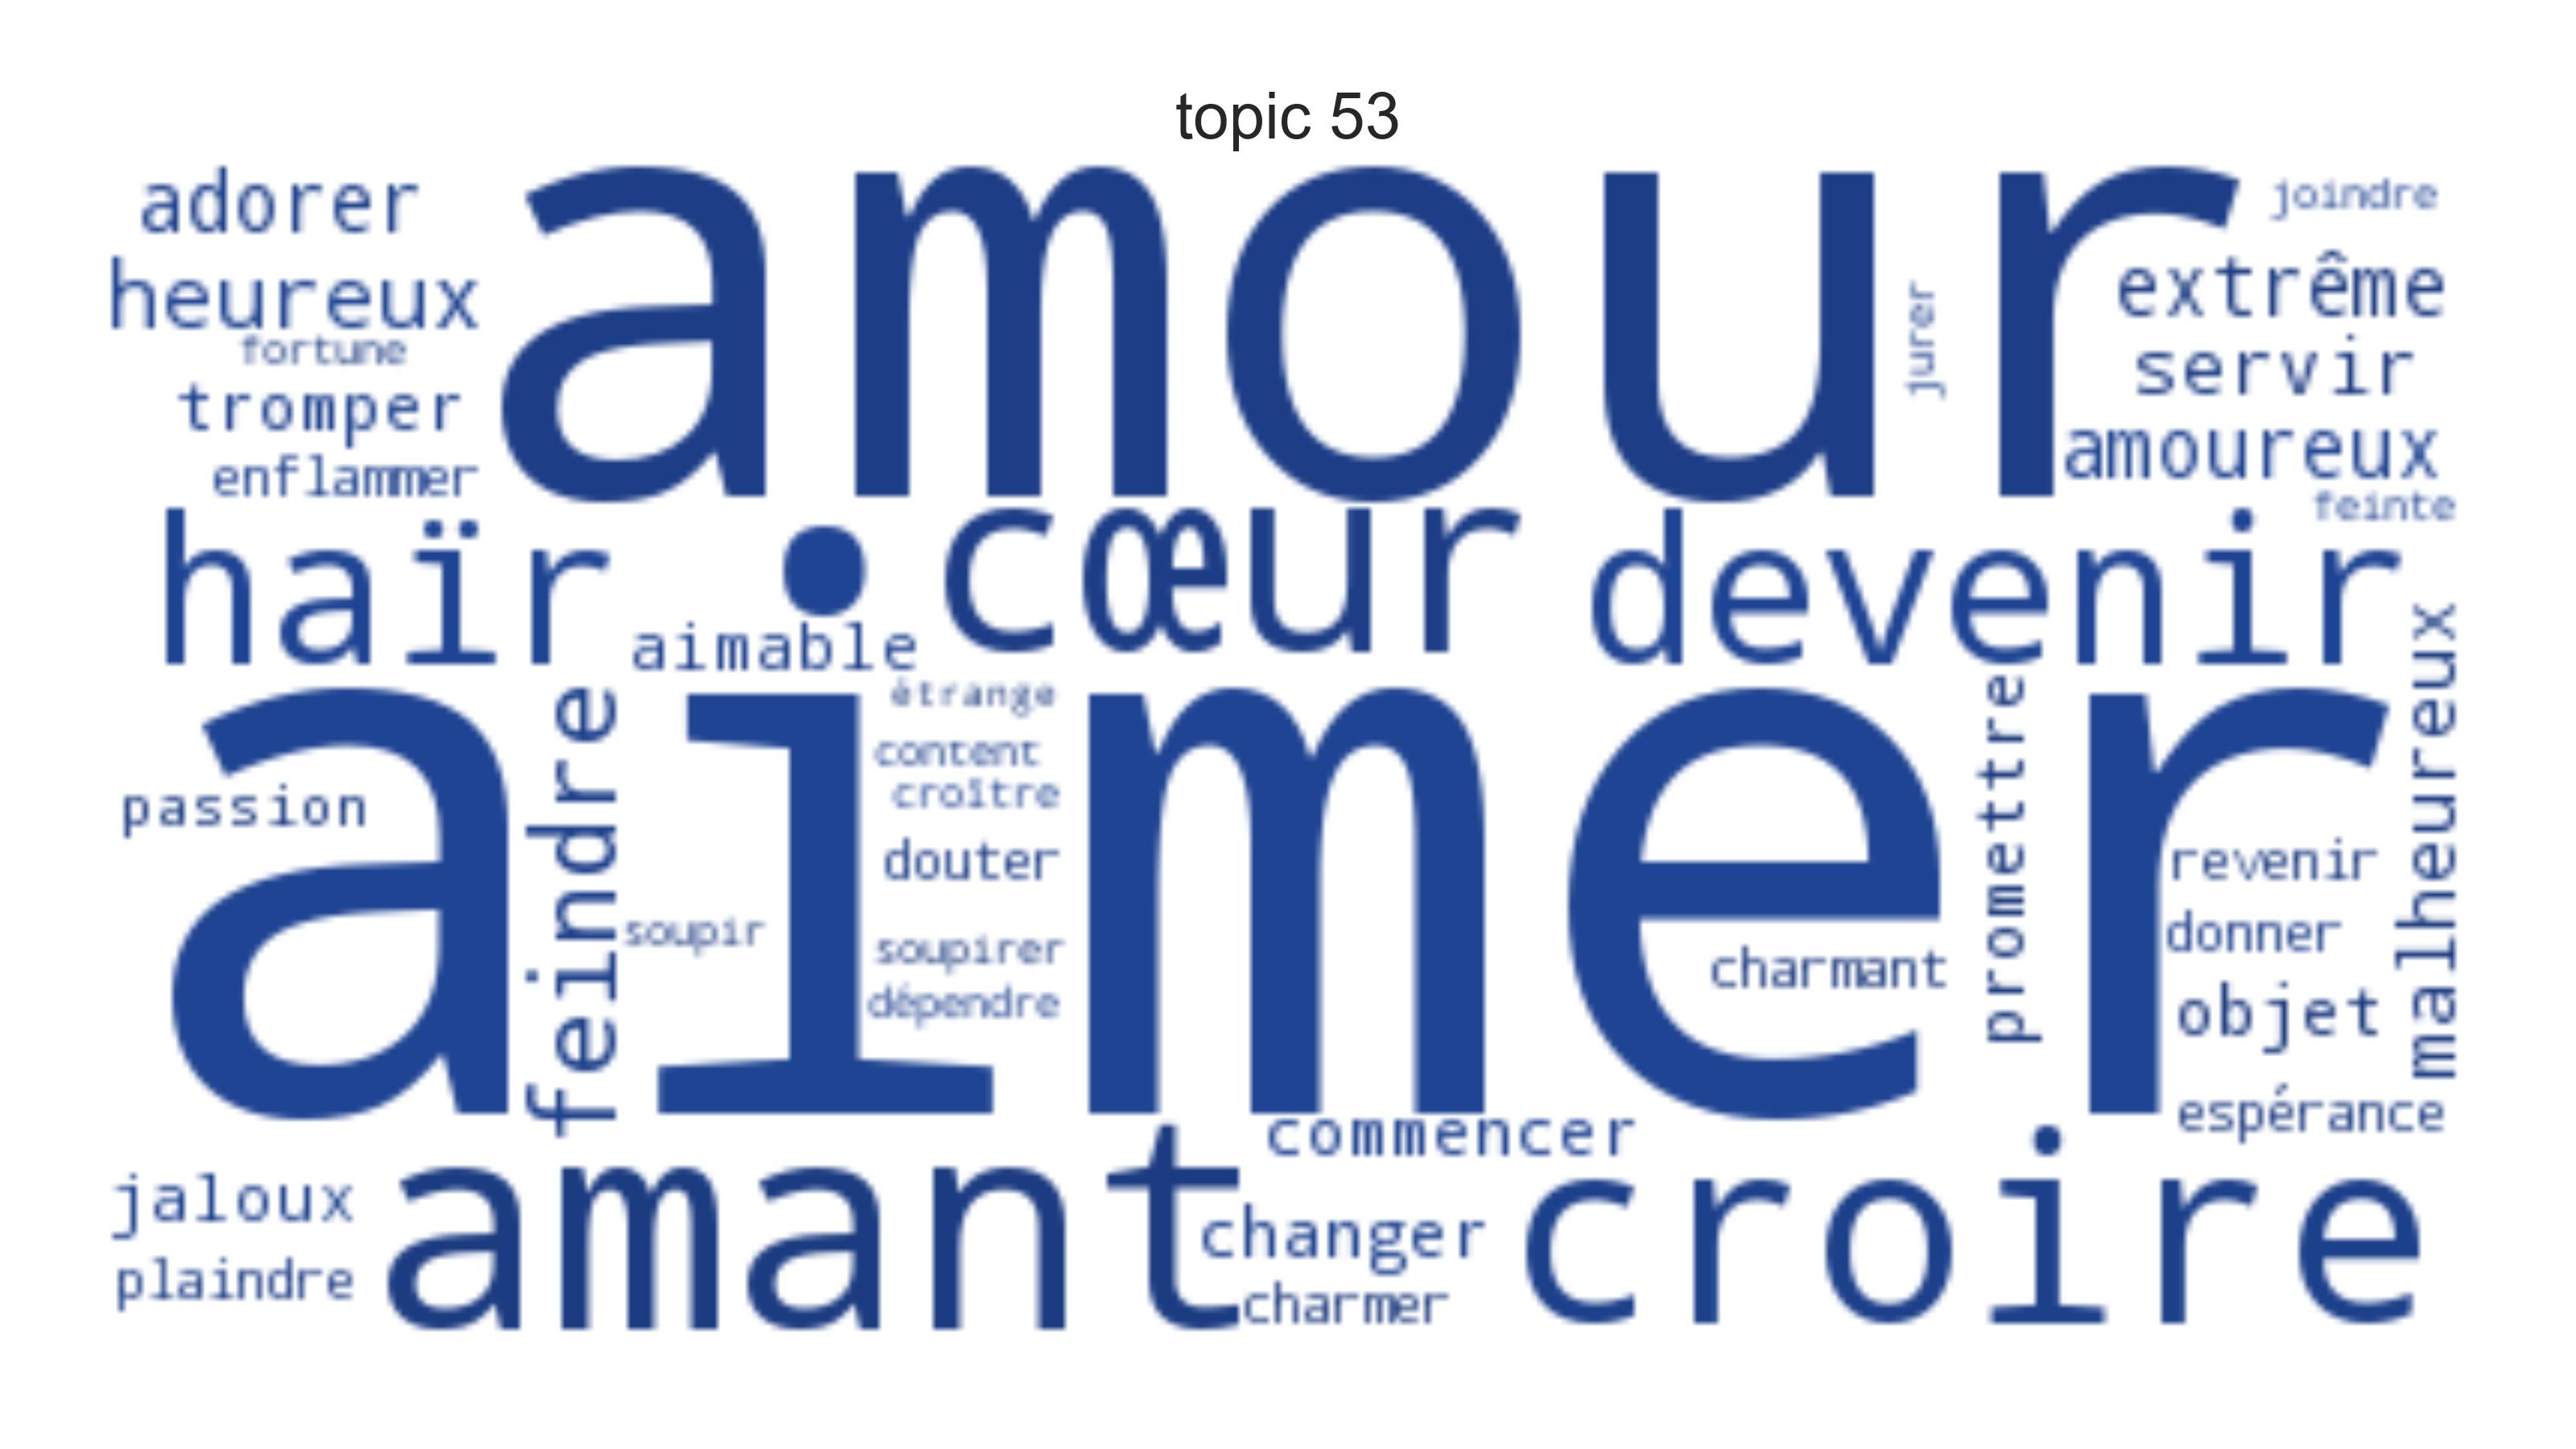 topic 53
adorer
amour
joindre
heureux
extrême
jurer
fortune
servir
tromper
amoureux
enflammer
feinte
haïr
cœur
devenir
aimable
malheureux
aimer
étrange
feindre
promettre
content
croître
passion
douter
revenir
soupir
donner
soupirer
charmant
dépendre
objet
espérance
commencer
jaloux
amant
changer
croire
plaindre
charmer